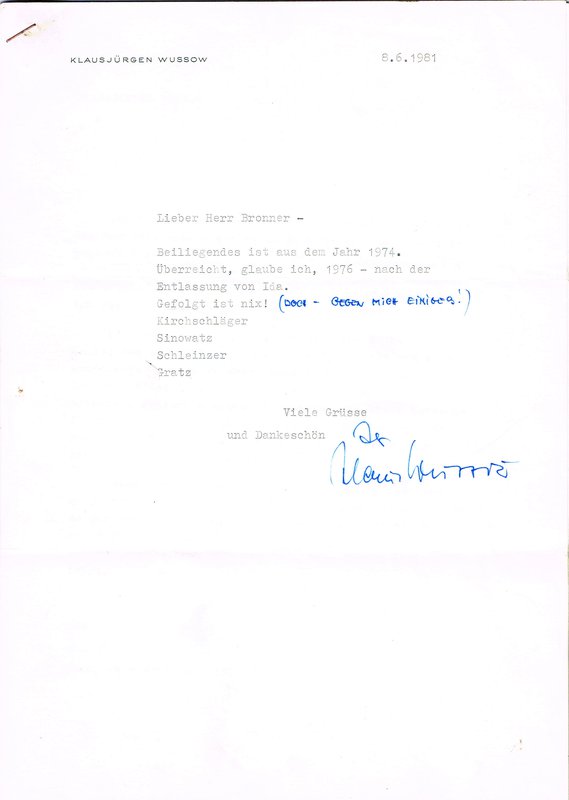 KLAUSJÜRGEN WUSSOW
8.6.1981
Lieber Herr Bronner -
Beiliegendes ist aus dem Jahr 1974.
Überreicht, glaube ich, 1976 - nach der
Entlassung von Ida.
Gefolgt ist nix! (DOCH - GEGEN MICH EINIGES!)
Kirchschläger
Sinowatz
Schleinzer
Gratz
Viele Grüsse
und Dankeschön
Ihr
Klaus Wussow